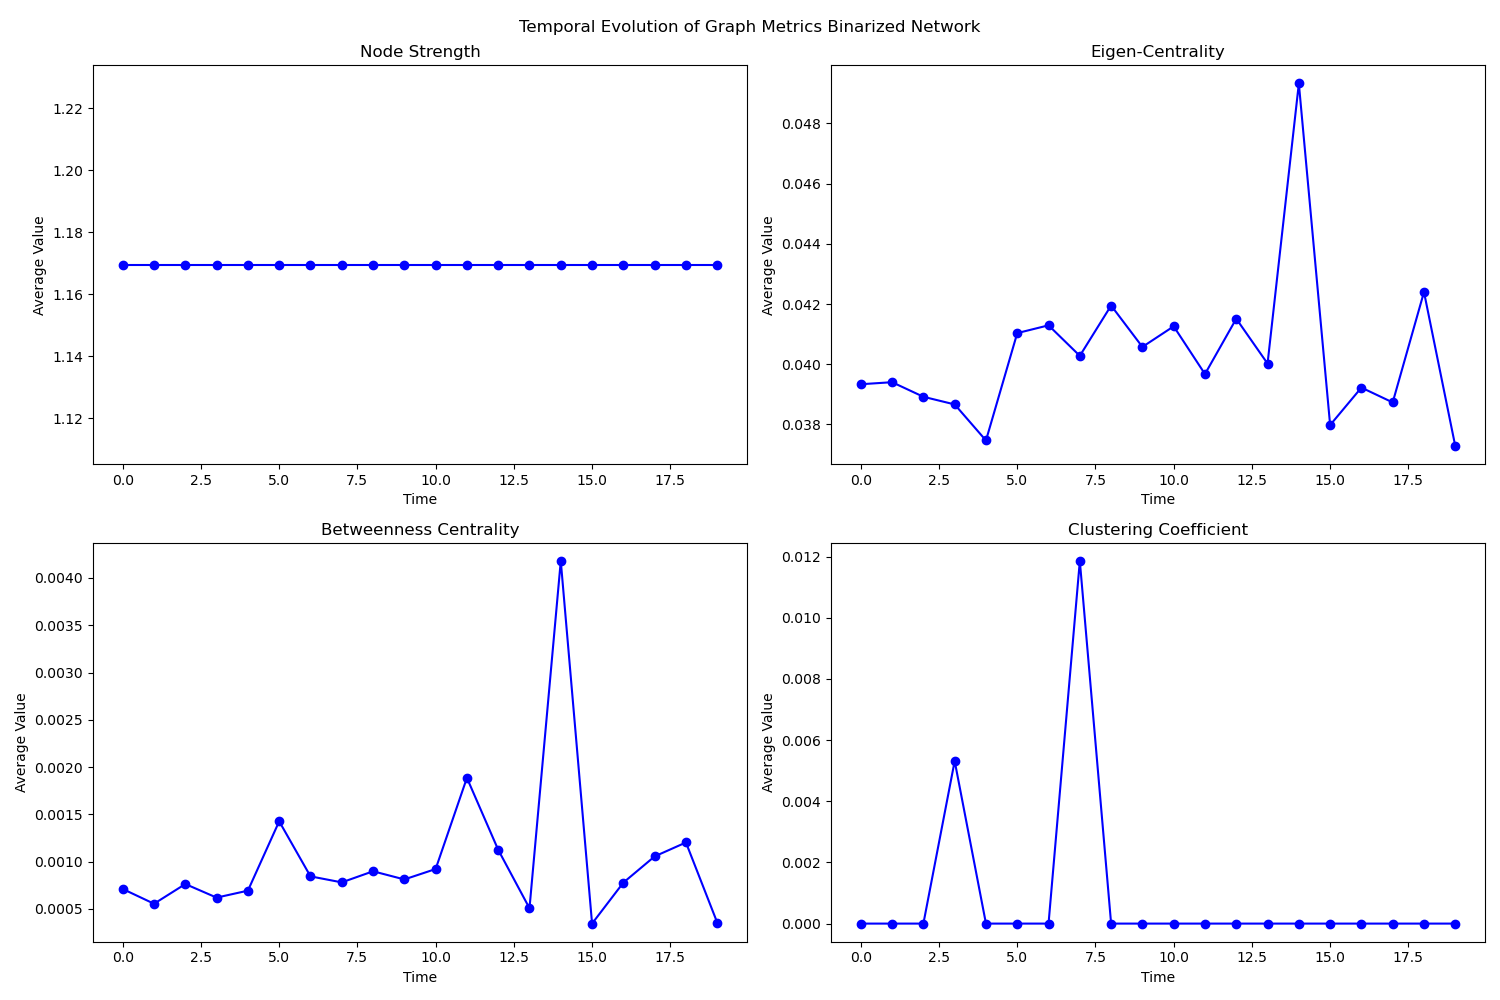 Temporal Evolution of Graph Metrics Binarized Network
Node Strength
1.22
1.20
1.18
1.16
1.14
1.12
Average Value
0.0 2.5 5.0 7.5 10.0 12.5 15.0 17.5
Time
Eigen-Centrality
0.048
0.046
0.044
0.042
0.040
0.038
Average Value
0.0 2.5 5.0 7.5 10.0 12.5 15.0 17.5
Time
Betweenness Centrality
0.0040
0.0035
0.0030
0.0025
0.0020
0.0015
0.0010
0.0005
Average Value
0.0 2.5 5.0 7.5 10.0 12.5 15.0 17.5
Time
Clustering Coefficient
0.012
0.010
0.008
0.006
0.004
0.002
0.000
Average Value
0.0 2.5 5.0 7.5 10.0 12.5 15.0 17.5
Time